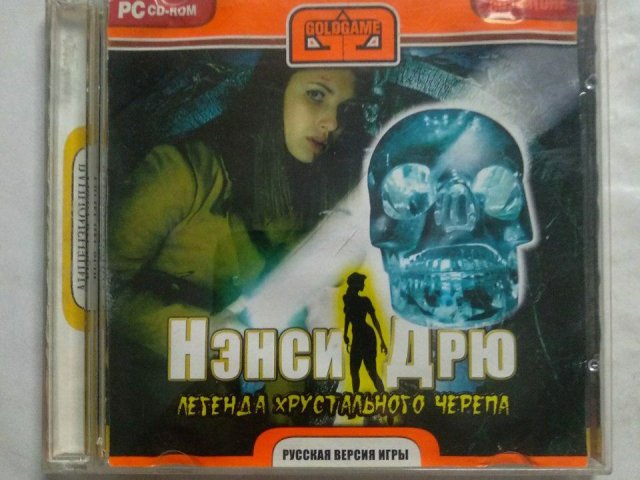 PC CD-ROM
GOLDGAME
НЭНСИ ДРЮ
ЛЕГЕНДА ХРУСТАЛЬНОГО ЧЕРЕПА
РУССКАЯ ВЕРСИЯ ИГРЫ